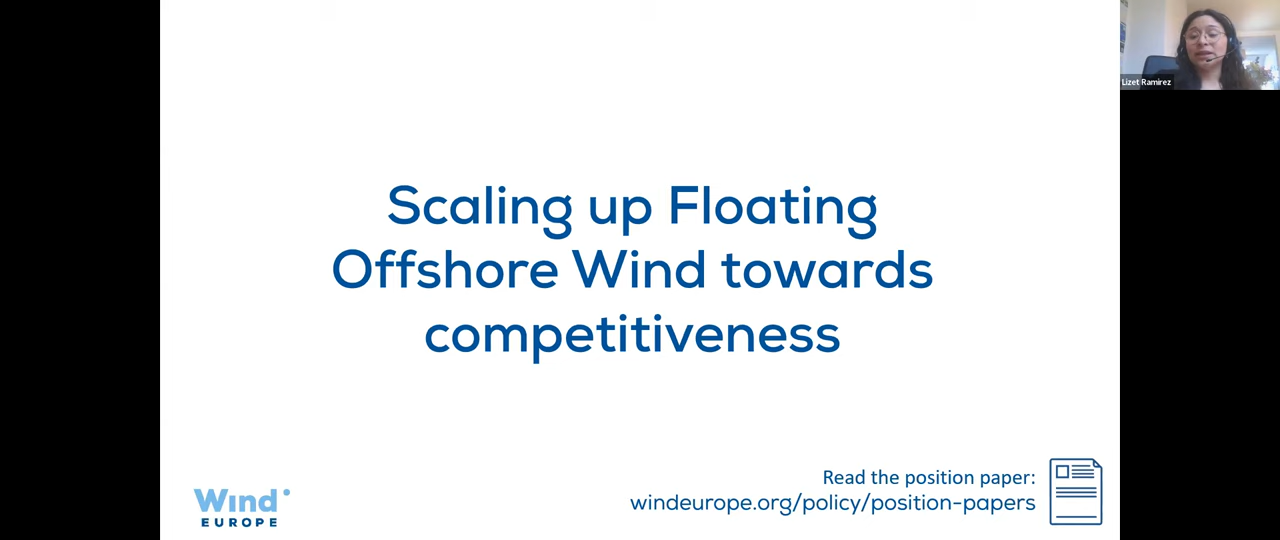 Lizet Ramirez
Scaling up Floating
Offshore Wind towards
competitiveness
Read the position paper:
windeurope.org/policy/position-papers
Wind
EUROPE